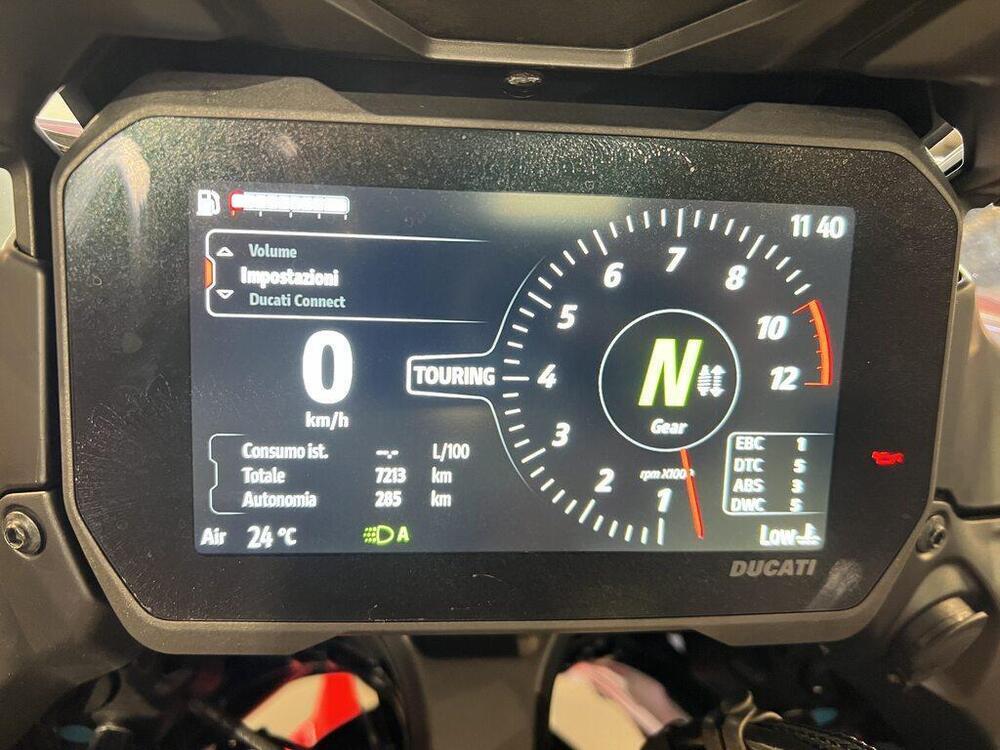 11 40
Volume
Impostazioni
Ducati Connect
0
km/h
TOURING
Consumo ist. --.- L/100
Totale 7213 km
Autonomia 285 km
Air 24 °C
A
1
2
3
4
5
6
7
8
10
12
N
Gear
rpm X1000
EBC 1
DTC 5
ABS 3
DWC 5
Low
DUCATI